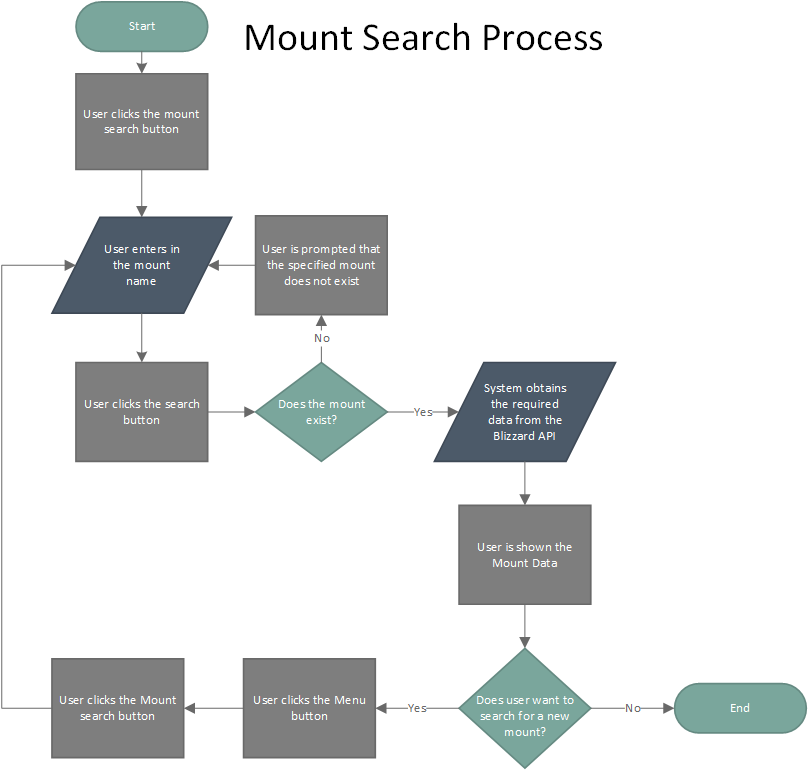 Start
Mount Search Process
User clicks the mount
search button
User enters in
the mount
name
User is prompted that
the specified mount
does not exist
No
User clicks the search
button
Does the mount
exist?
Yes
System obtains
the required
data from the
Blizzard API
User is shown the
Mount Data
Does user want to
search for a new
mount?
Yes
User clicks the Menu
button
User clicks the Mount
search button
No
End